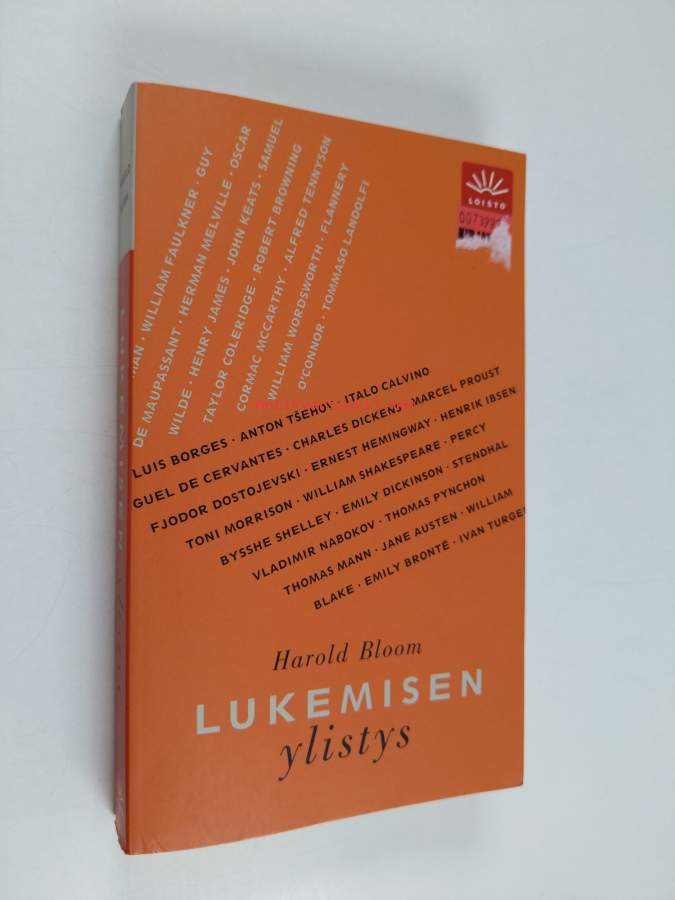 MAN · WILLIAM FAULKNER · GUY
DE MAUPASSANT · HERMAN MELVILLE · OSCAR
WILDE · HENRY JAMES · JOHN KEATS · SAMUEL
TAYLOR COLERIDGE · ROBERT BROWNING
CORMAC MCCARTHY · ALFRED TENNYSON
WILLIAM WORDSWORTH · FLANNERY
O'CONNOR · TOMMASO LANDOLFI
LOISTO
LUIS BORGES · ANTON TŠEHOV · ITALO CALVINO
GUEL DE CERVANTES · CHARLES DICKENS · MARCEL PROUST
FJODOR DOSTOJEVSKI · ERNEST HEMINGWAY · HENRIK IBSEN
TONI MORRISON · WILLIAM SHAKESPEARE · PERCY
BYSSHE SHELLEY · EMILY DICKINSON · STENDHAL
VLADIMIR NABOKOV · THOMAS PYNCHON
THOMAS MANN · JANE AUSTEN · WILLIAM
BLAKE · EMILY BRONTË · IVAN TURGE
Harold Bloom
LUKEMISEN
ylistys